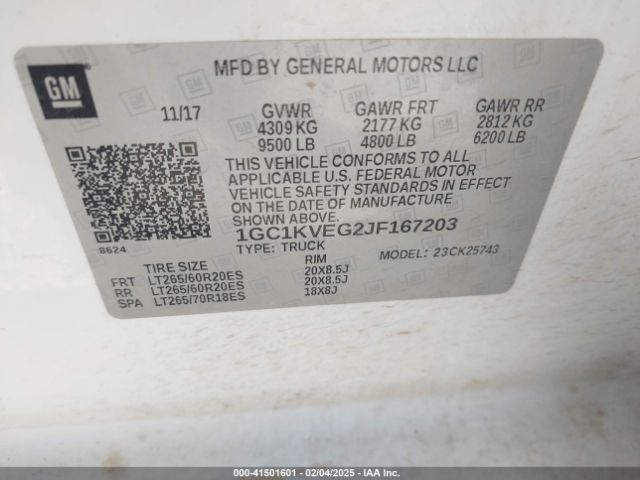 GM
MFD BY GENERAL MOTORS LLC
11/17 GVWR GAWR FRT GAWR RR
4309 KG 2177 KG 2812 KG
9500 LB 4800 LB 6200 LB
THIS VEHICLE CONFORMS TO ALL
APPLICABLE U.S. FEDERAL MOTOR
VEHICLE SAFETY STANDARDS IN EFFECT
ON THE DATE OF MANUFACTURE
SHOWN ABOVE.
8624
1GC1KVEG2JF167203
TYPE: TRUCK MODEL: 23CK25743
TIRE SIZE RIM
FRT LT265/60R20ES 20X8.5J
RR LT265/60R20ES 20X8.5J
SPA LT265/70R18ES 18X8J
000-41501601 - 02/04/2025 - IAAI.COM